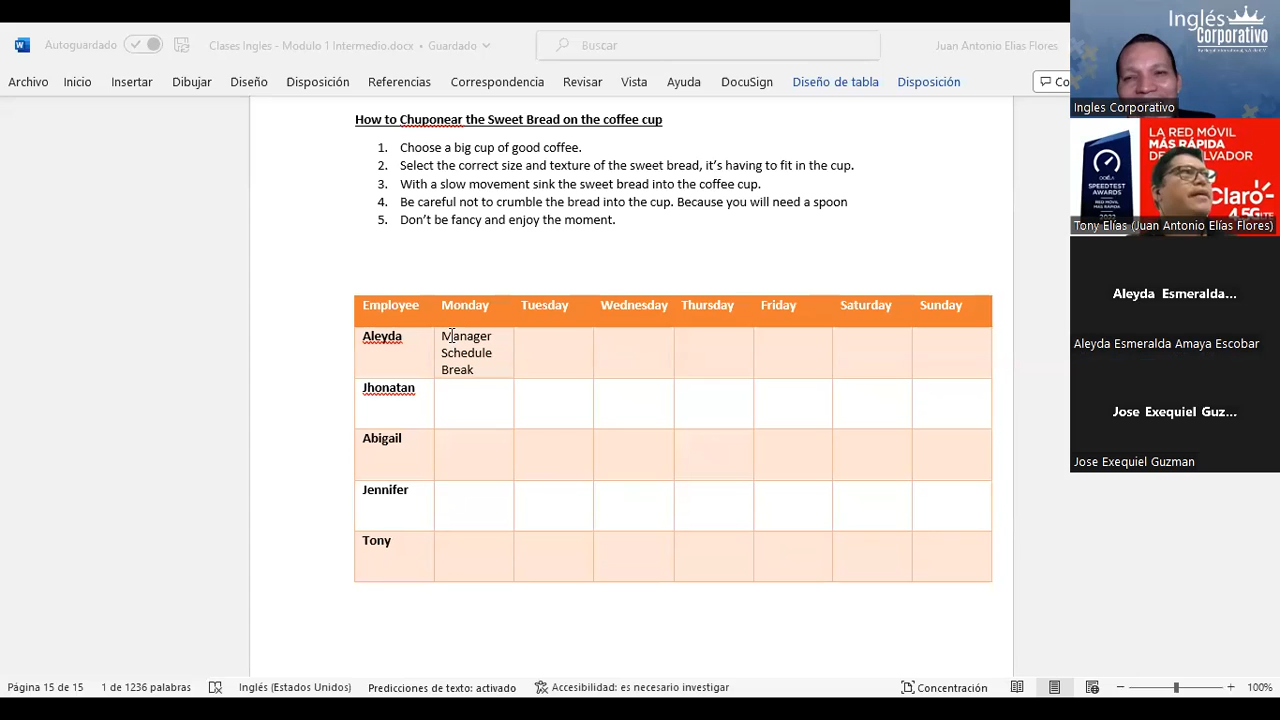 Autoguardado
Clases Ingles - Modulo 1 Intermedio.docx • Guardado
Buscar
Juan Antonio Elias Flores
Archivo Inicio Insertar Dibujar Diseño Disposición Referencias Correspondencia Revisar Vista Ayuda DocuSign Diseño de tabla Disposición Co
How to Chuponear the Sweet Bread on the coffee cup
1. Choose a big cup of good coffee.
2. Select the correct size and texture of the sweet bread, it's having to fit in the cup.
3. With a slow movement sink the sweet bread into the coffee cup.
4. Be careful not to crumble the bread into the cup. Because you will need a spoon
5. Don't be fancy and enjoy the moment.
Employee Monday Tuesday Wednesday Thursday Friday Saturday Sunday
Aleyda Manager
Schedule
Break
Jhonatan
Abigail
Jennifer
Tony
Inglés
Corporativo
Ingles Corporativo
LA RED MÓVIL
MÁS RÁPIDA
SPEEDTEST
AWARDS
Claro
4.5G LTE
Tony Elías (Juan Antonio Elías Flores)
Aleyda Esmeralda...
Aleyda Esmeralda Amaya Escobar
Jose Exequiel Guz...
Jose Exequiel Guzman
Página 15 de 15 1 de 1236 palabras Inglés (Estados Unidos) Predicciones de texto: activado Accesibilidad: es necesario investigar Concentración 100%